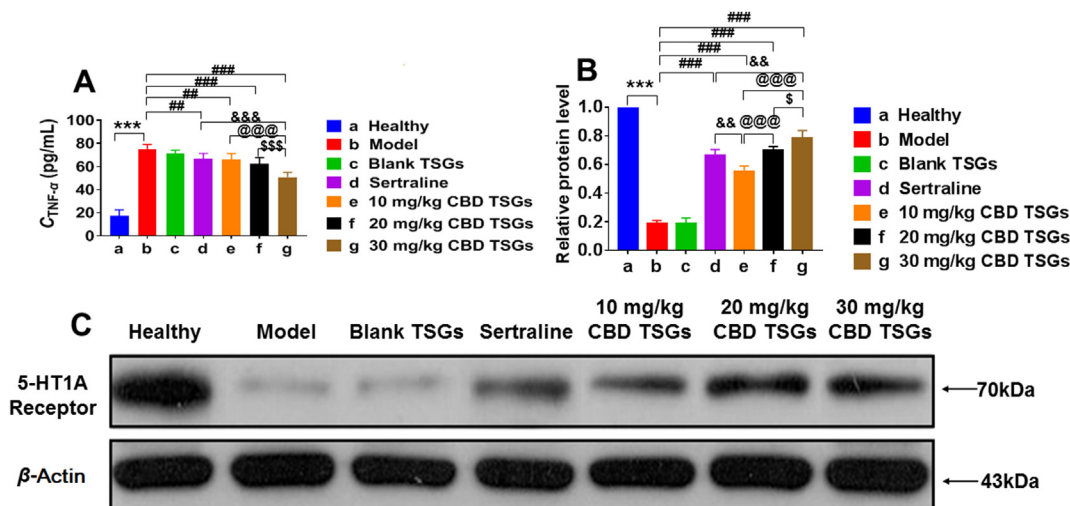 A
###
###
##
##
***
&&&
@@@
$$$
C_TNF-α (pg/mL)
100
80
60
40
20
0
a b c d e f g
a Healthy
b Model
c Blank TSGs
d Sertraline
e 10 mg/kg CBD TSGs
f 20 mg/kg CBD TSGs
g 30 mg/kg CBD TSGs
B
###
###
###
###
&&
***
@@@
$
&& @@@
Relative protein level
1.0
0.8
0.6
0.4
0.2
0.0
a b c d e f g
a Healthy
b Model
c Blank TSGs
d Sertraline
e 10 mg/kg CBD TSGs
f 20 mg/kg CBD TSGs
g 30 mg/kg CBD TSGs
C
Healthy
Model
Blank TSGs
Sertraline
10 mg/kg
CBD TSGs
20 mg/kg
CBD TSGs
30 mg/kg
CBD TSGs
5-HT1A
Receptor
70kDa
β-Actin
43kDa